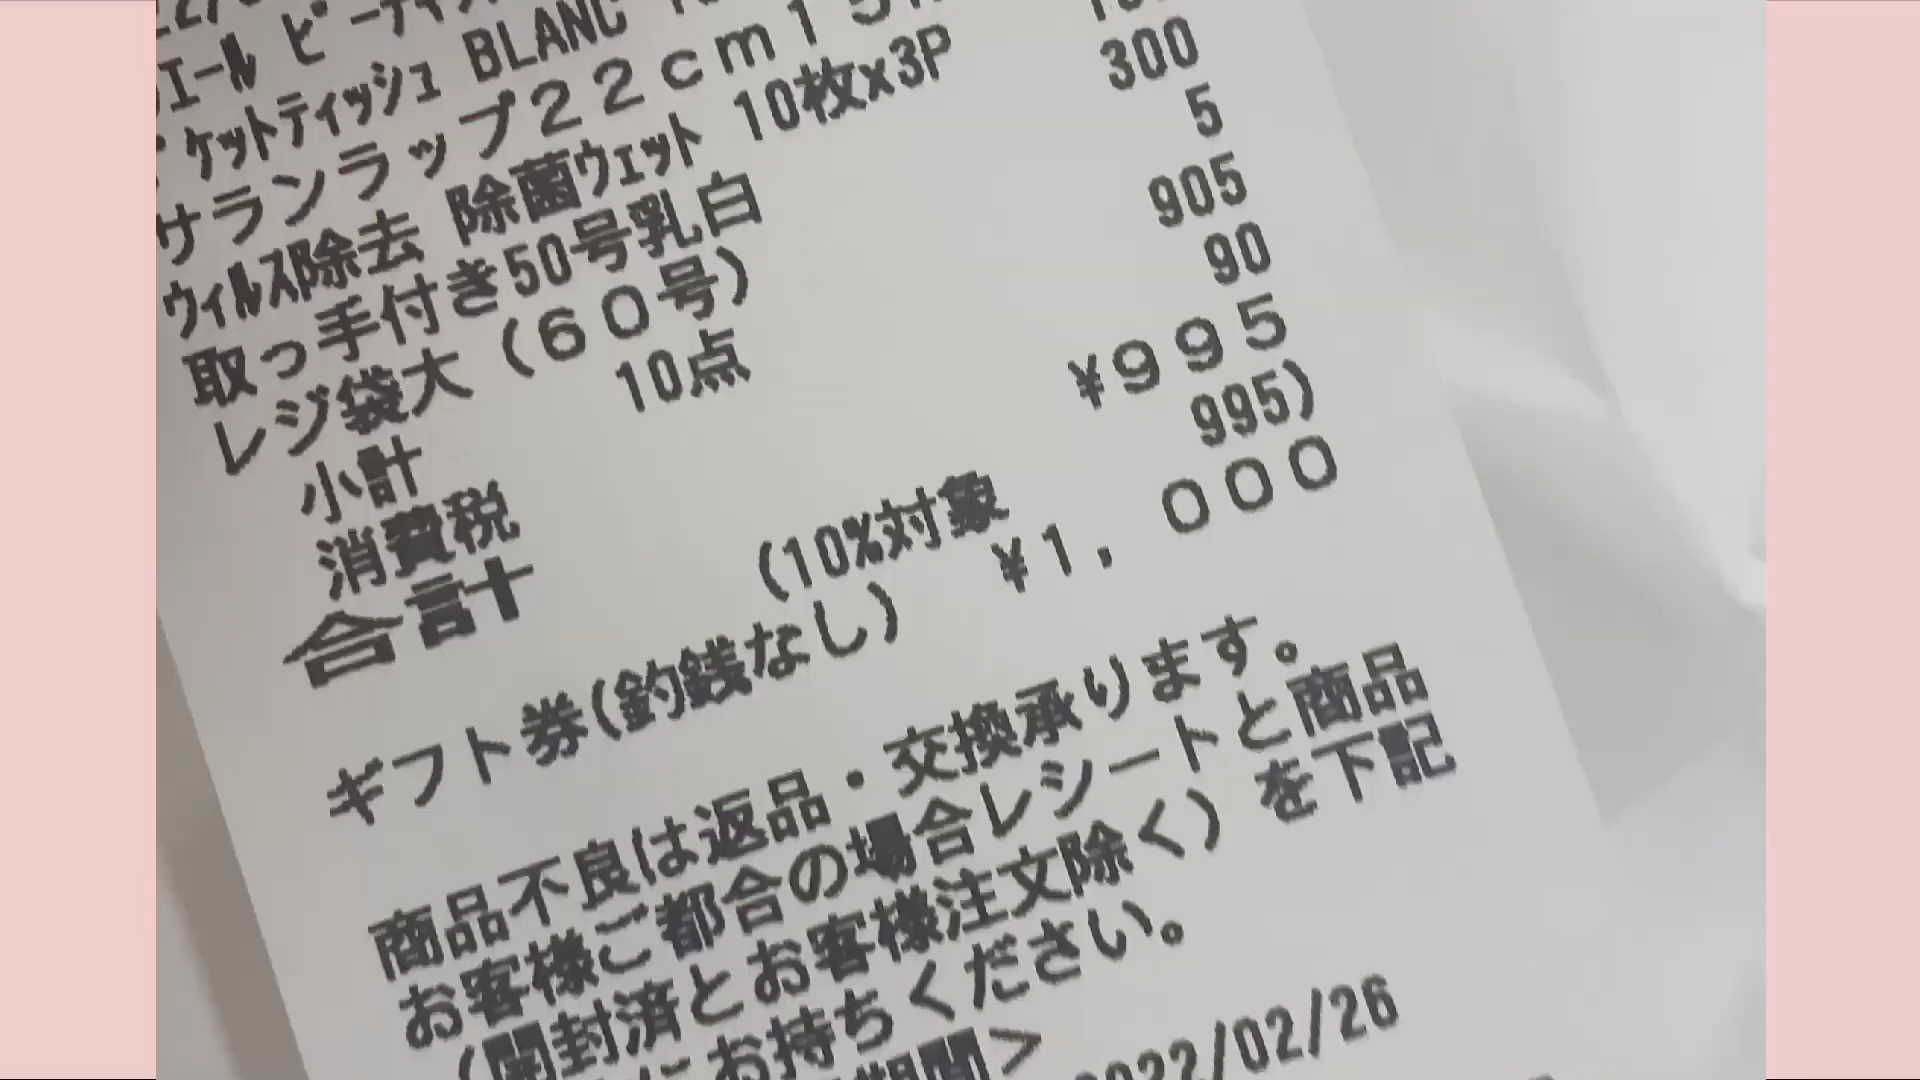 ケットティッシュ BLANC
サランラップ22cm15
ウィルス除去 除菌ウェット 10枚x3P
取っ手付き50号乳白 300
レジ袋大(60号) 5
小計 10点 905
消費税 90
合計 ¥995
(10%対象 995)
ギフト券(釣銭なし) ¥1,000
商品不良は返品・交換承ります。
お客様ご都合の場合レシートと商品
(開封済とお客様注文除く)を下記
にお持ちください。
期間>
2022/02/26